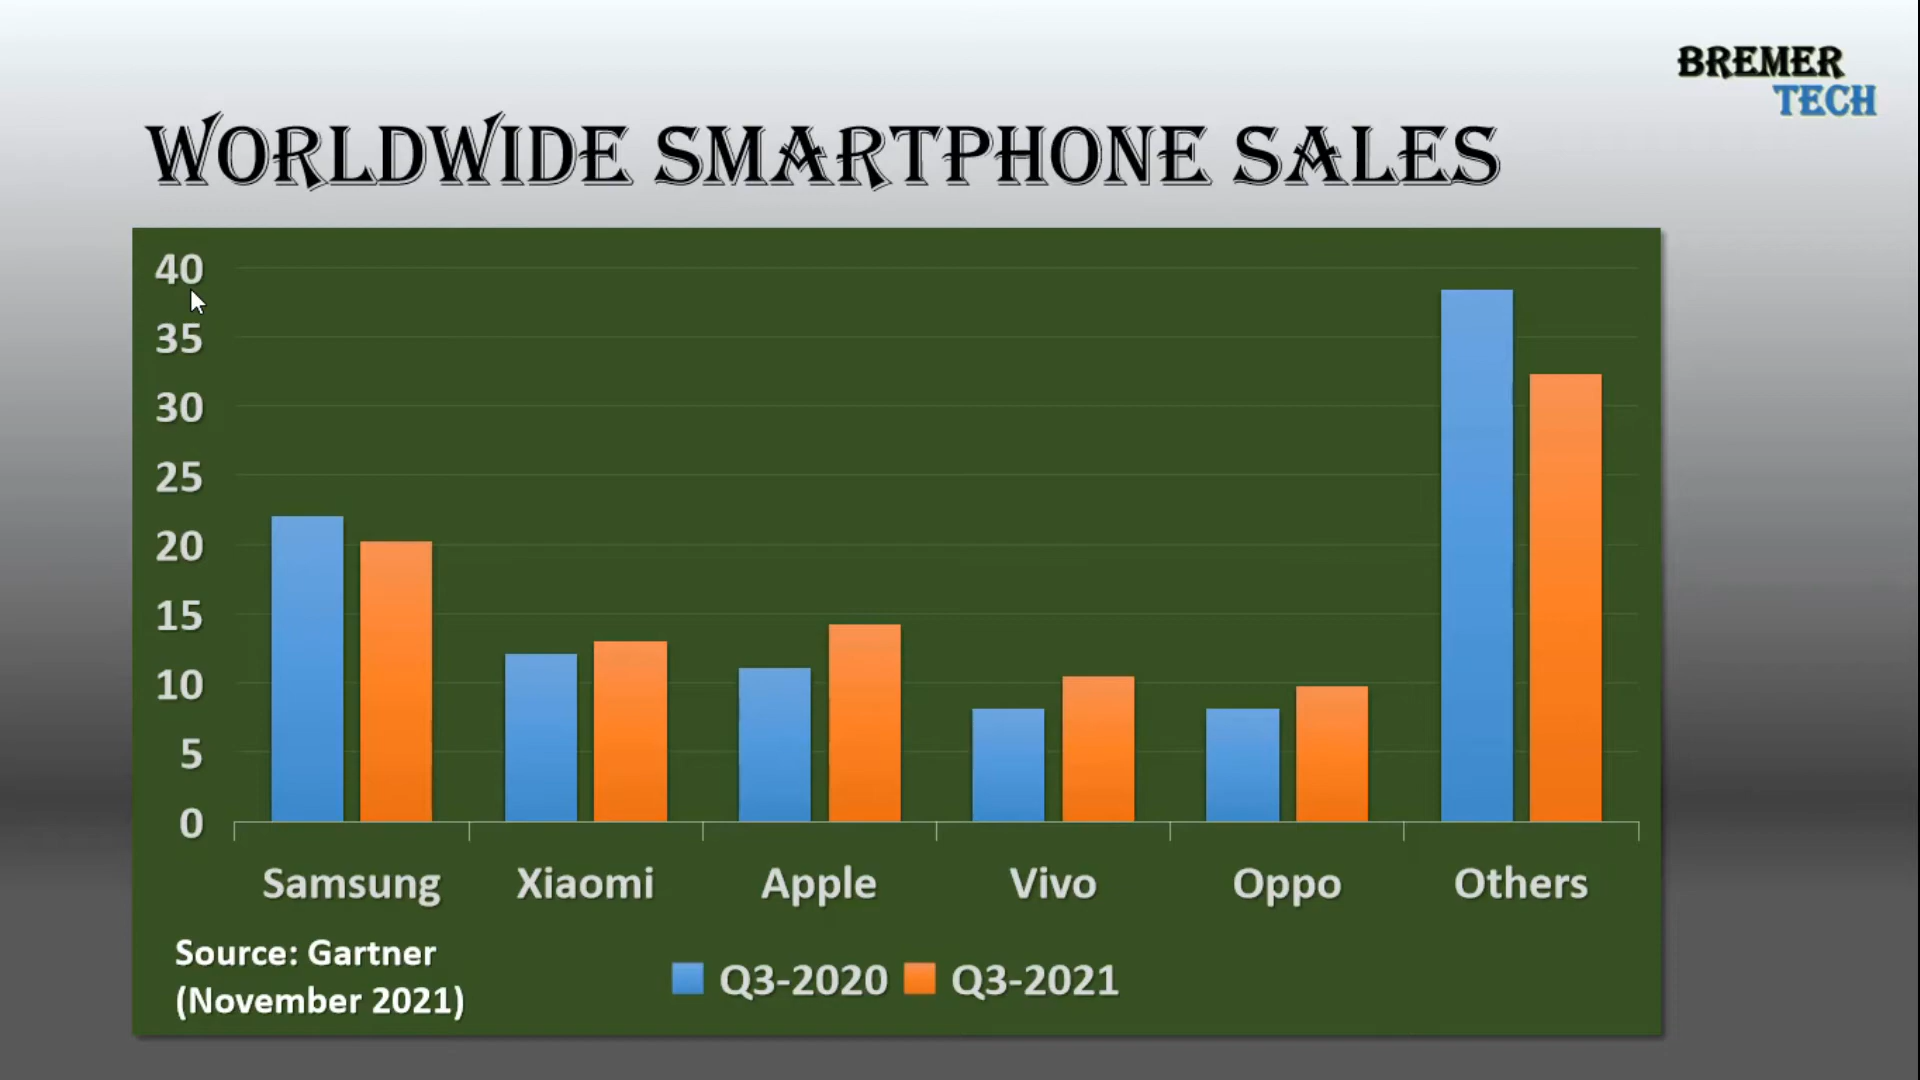 BREMER
TECH
WORLDWIDE SMARTPHONE SALES
40
35
30
25
20
15
10
5
0
Samsung Xiaomi Apple Vivo Oppo Others
Source: Gartner
(November 2021)
Q3-2020 Q3-2021